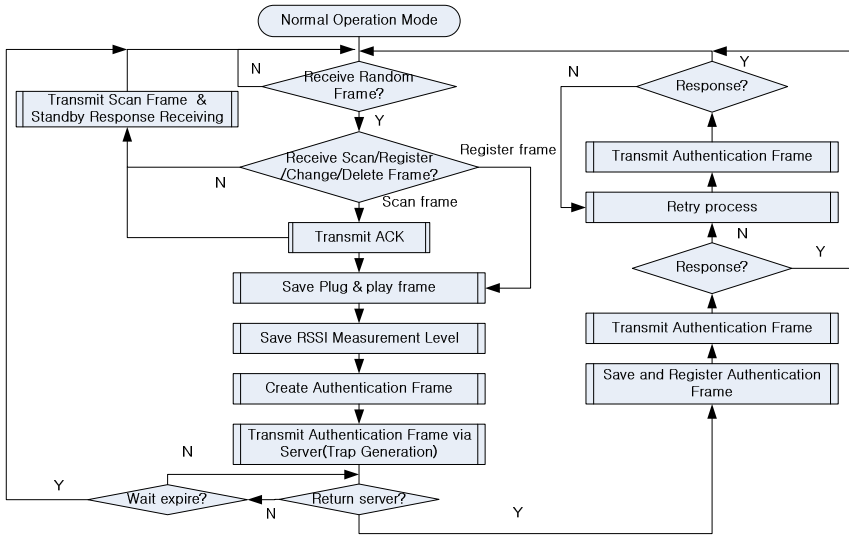 Normal Operation Mode
N
Receive Random
Frame?
Y
Transmit Scan Frame &
Standby Response Receiving
Receive Scan/Register
/Change/Delete Frame?
Register frame
N
Scan frame
Transmit ACK
Save Plug & play frame
Save RSSI Measurement Level
Create Authentication Frame
Transmit Authentication Frame via
Server(Trap Generation)
N
Y
Wait expire?
N
Return server?
Y
Y
N
Response?
Transmit Authentication Frame
Retry process
N
Response?
Y
Transmit Authentication Frame
Save and Register Authentication
Frame